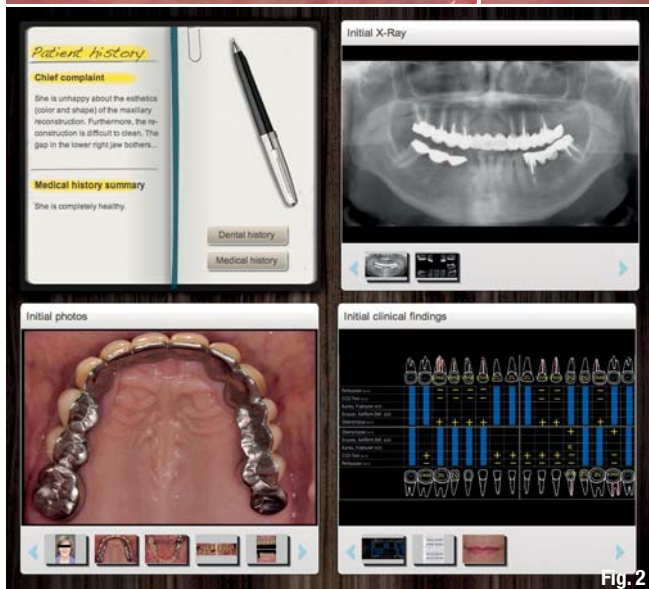 Patient history
Chief complaint
She is unhappy about the esthetics
(color and shape) of the maxillary
reconstruction. Furthermore, the re-
construction is difficult to clean. The
gap in the lower right jaw bothers...
Medical history summary
She is completely healthy.
Dental history
Medical history
Initial X-Ray
Initial photos
Initial clinical findings
Fig. 2